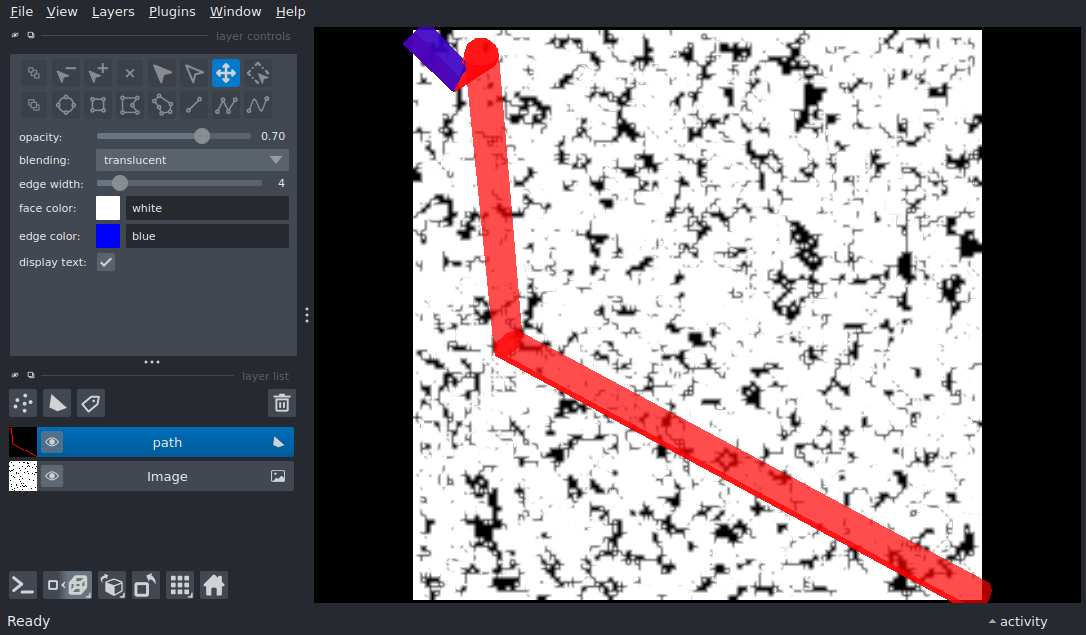 File View Layers Plugins Window Help
layer controls
opacity: 0.70
blending: translucent
edge width: 4
face color: white
edge color: blue
display text:
layer list
path
Image
Ready
activity